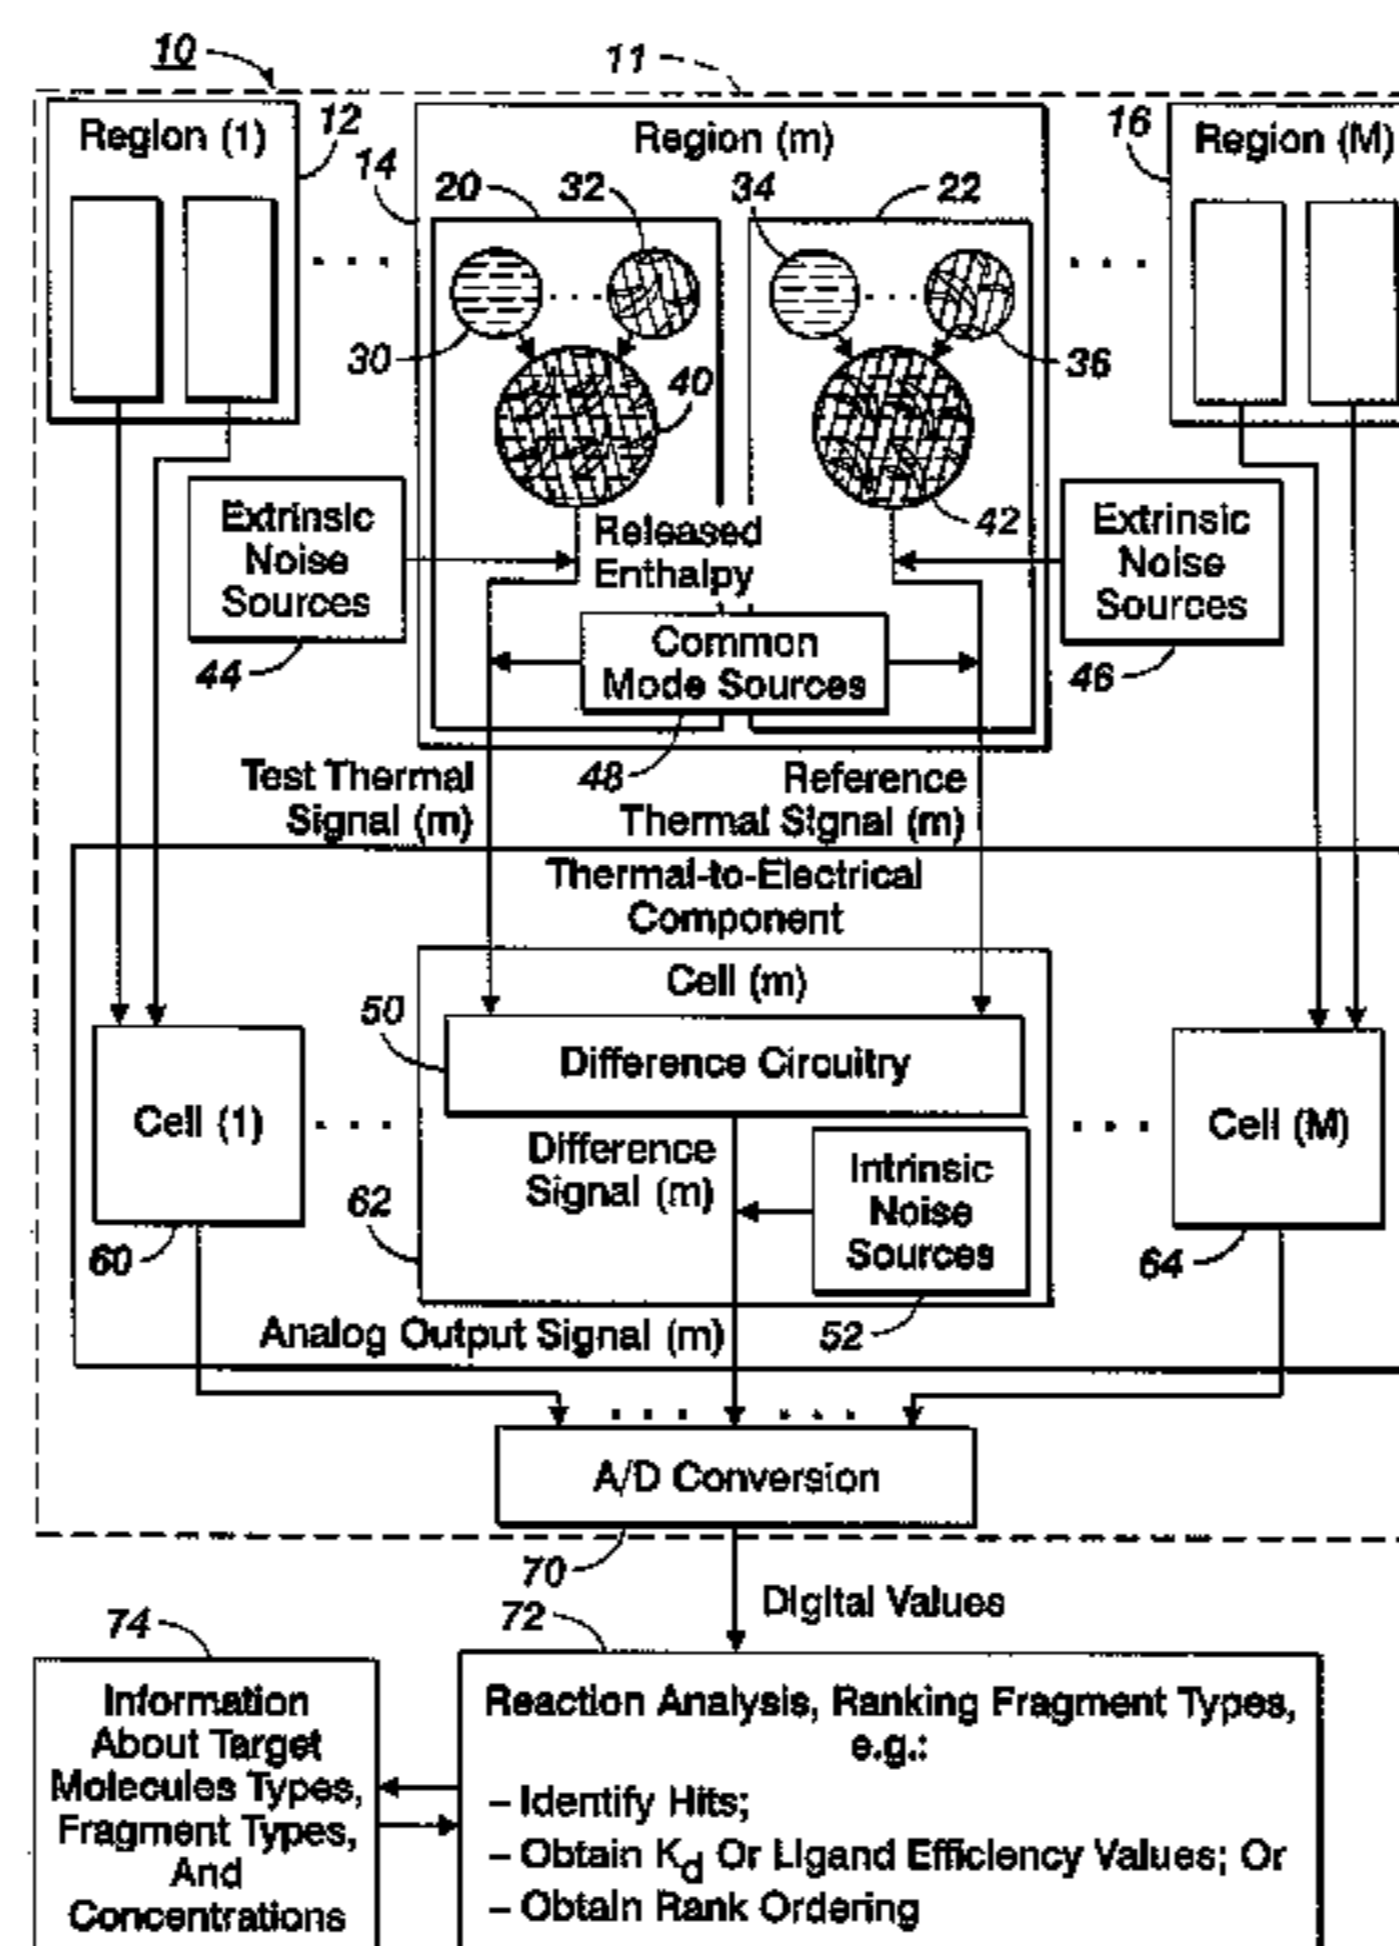 10
11
Region (1)
12
Region (m)
16
Region (M)
14
20
32
34
22
. . .
. . .
. . .
. . .
30
36
40
42
Extrinsic
Noise
Sources
Released
Enthalpy
Extrinsic
Noise
Sources
44
Common
Mode Sources
46
48
Test Thermal
Signal (m)
Reference
Thermal Signal (m)
Thermal-to-Electrical
Component
Cell (m)
50
Difference Circuitry
Cell (1)
. . .
Difference
Signal (m)
Intrinsic
Noise
Sources
. . .
Cell (M)
62
60
64
52
Analog Output Signal (m)
. . .
. . .
A/D Conversion
70
Digital Values
74
72
Information
About Target
Molecules Types,
Fragment Types,
And
Concentrations
Reaction Analysis, Ranking Fragment Types,
e.g.:
– Identify Hits;
– Obtain Kd Or Ligand Efficiency Values; Or
– Obtain Rank Ordering